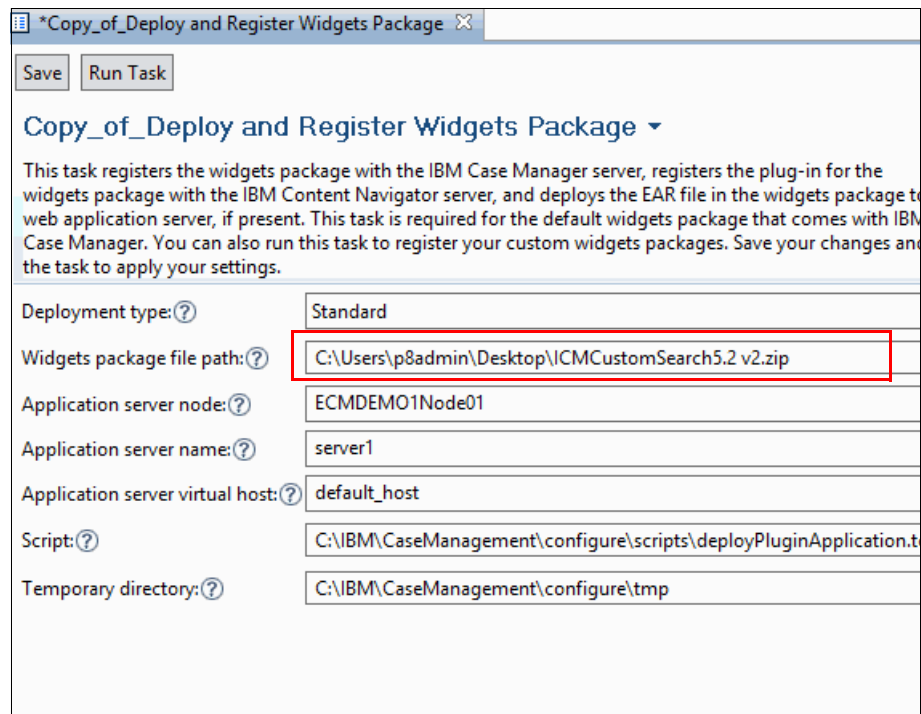 *Copy_of_Deploy and Register Widgets Package
Save Run Task
Copy_of_Deploy and Register Widgets Package
This task registers the widgets package with the IBM Case Manager server, registers the plug-in for the
widgets package with the IBM Content Navigator server, and deploys the EAR file in the widgets package to
web application server, if present. This task is required for the default widgets package that comes with IBM
Case Manager. You can also run this task to register your custom widgets packages. Save your changes and
the task to apply your settings.
Deployment type: ? Standard
Widgets package file path: ? C:\Users\p8admin\Desktop\ICMCustomSearch5.2 v2.zip
Application server node: ? ECMDEMO1Node01
Application server name: ? server1
Application server virtual host: ? default_host
Script: ? C:\IBM\CaseManagement\configure\scripts\deployPluginApplication.t
Temporary directory: ? C:\IBM\CaseManagement\configure\tmp